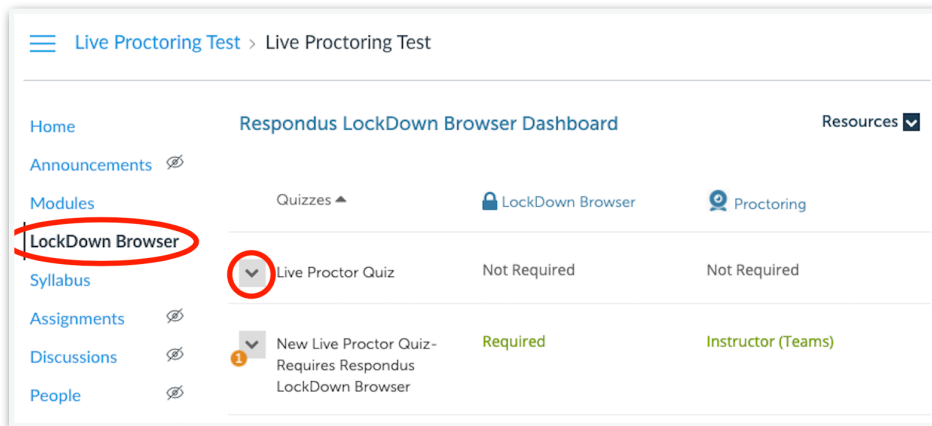 Live Proctoring Test › Live Proctoring Test
Home
Announcements
Modules
LockDown Browser
Syllabus
Assignments
Discussions
People
Respondus LockDown Browser Dashboard
Resources
Quizzes
LockDown Browser
Proctoring
Live Proctor Quiz
Not Required
Not Required
1
New Live Proctor Quiz-
Requires Respondus
LockDown Browser
Required
Instructor (Teams)